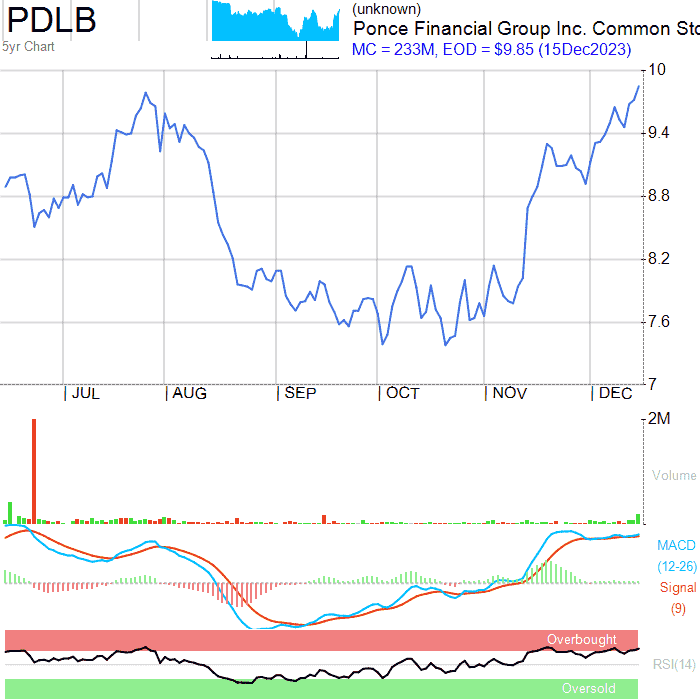 PDLB
5yr Chart
(unknown)
Ponce Financial Group Inc. Common Sto
MC = 233M, EOD = $9.85 (15Dec2023)
10
9.4
8.8
8.2
7.6
7
JUL AUG SEP OCT NOV DEC
2M
Volume
MACD
(12-26)
Signal
(9)
Overbought
RSI(14)
Oversold